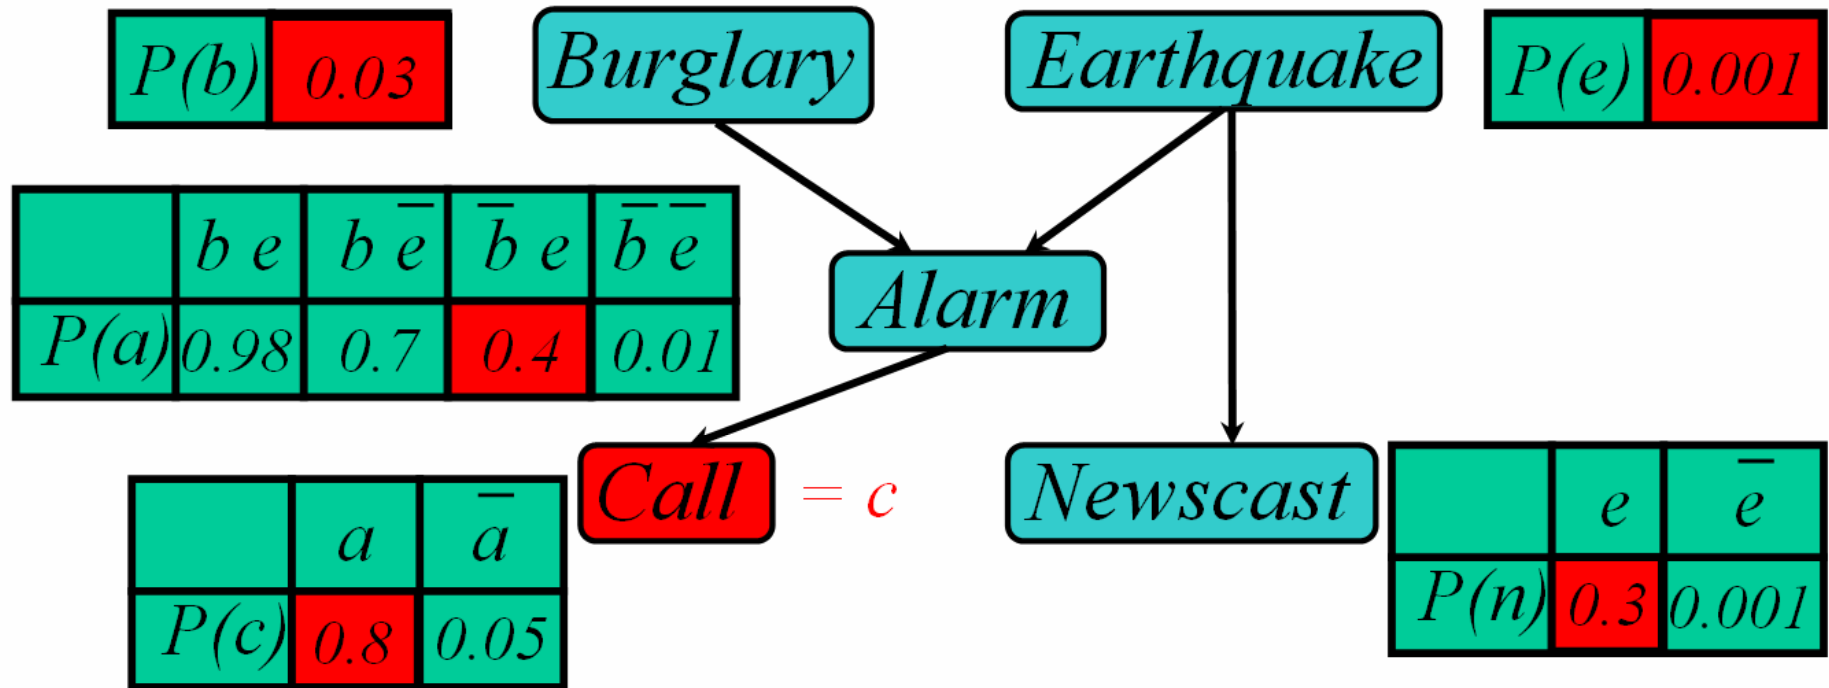 P(b) 0.03
Burglary
Earthquake
P(e) 0.001
b e b e̅ b̅ e b̅ e̅
P(a) 0.98 0.7 0.4 0.01
Alarm
Call = c
Newscast
a a̅
P(c) 0.8 0.05
e e̅
P(n) 0.3 0.001